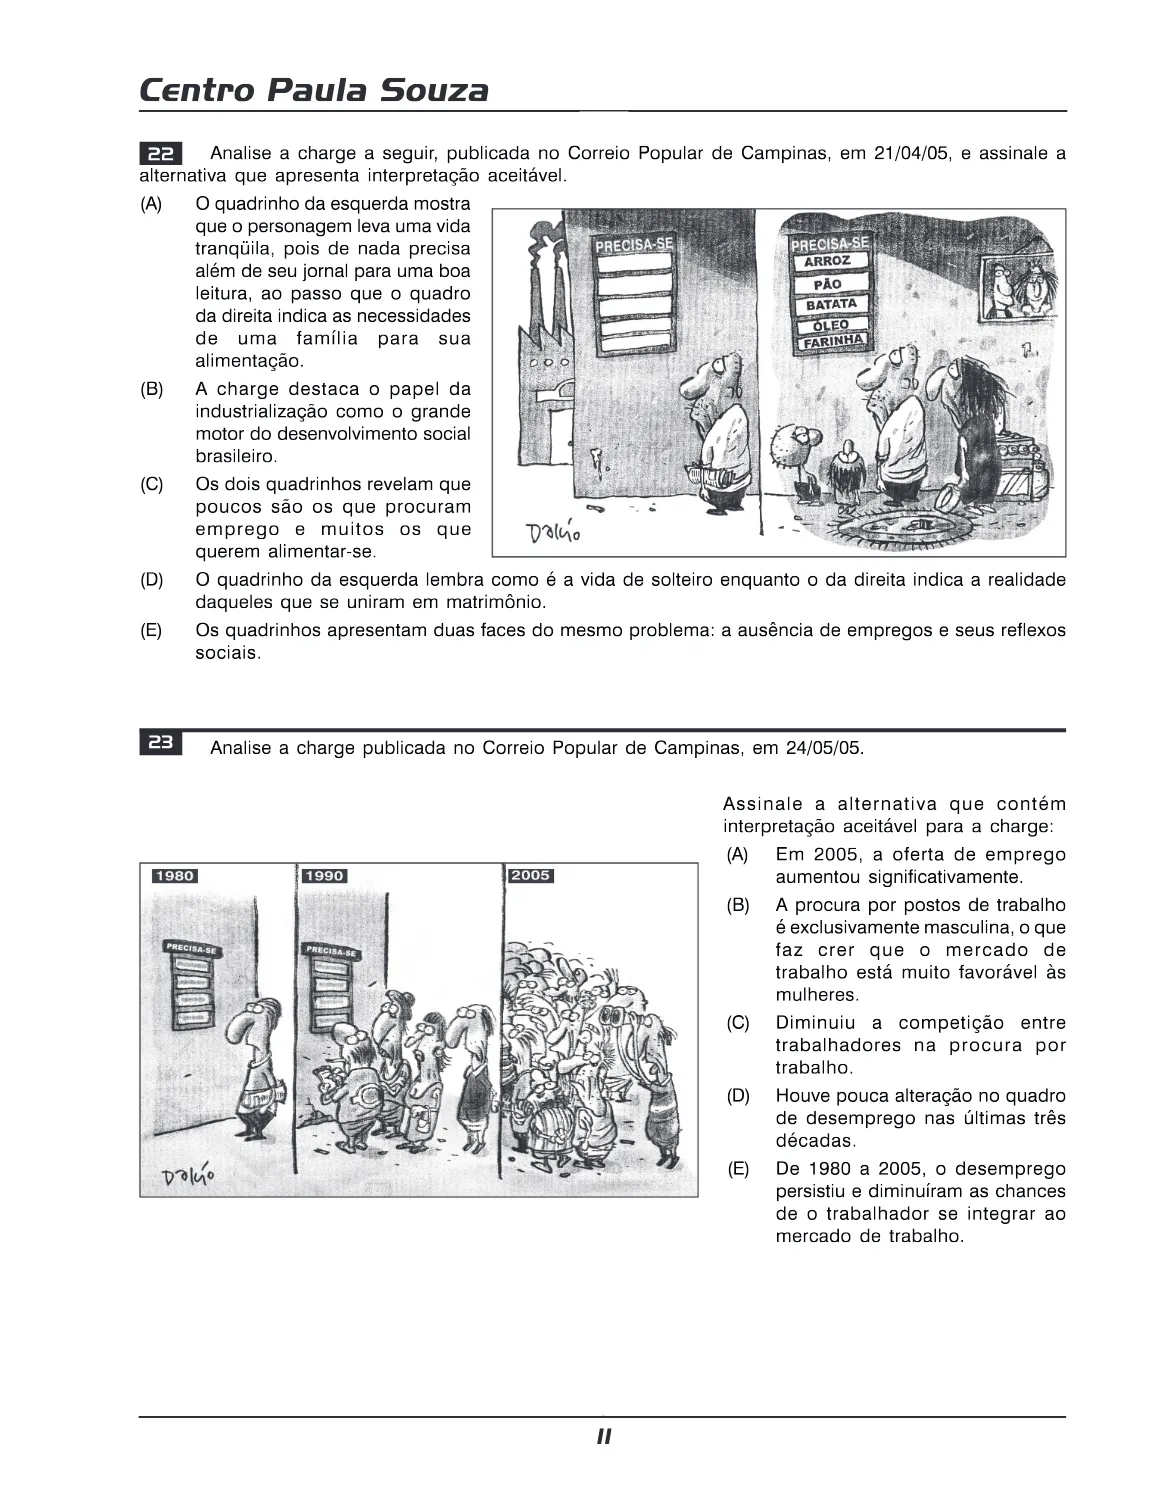 Centro Paula Souza
22 Analise a charge a seguir, publicada no Correio Popular de Campinas, em 21/04/05, e assinale a
alternativa que apresenta interpretação aceitável.
(A) O quadrinho da esquerda mostra
que o personagem leva uma vida
tranqüila, pois de nada precisa
além de seu jornal para uma boa
leitura, ao passo que o quadro
da direita indica as necessidades
de uma família para sua
alimentação.
(B) A charge destaca o papel da
industrialização como o grande
motor do desenvolvimento social
brasileiro.
(C) Os dois quadrinhos revelam que
poucos são os que procuram
emprego e muitos os que
querem alimentar-se.
PRECISA-SE
PRECISA-SE
ARROZ
PÃO
BATATA
ÓLEO
FARINHA
Dalcío
(D) O quadrinho da esquerda lembra como é a vida de solteiro enquanto o da direita indica a realidade
daqueles que se uniram em matrimônio.
(E) Os quadrinhos apresentam duas faces do mesmo problema: a ausência de empregos e seus reflexos
sociais.
23 Analise a charge publicada no Correio Popular de Campinas, em 24/05/05.
1980
PRECISA-SE
1990
PRECISA-SE
2005
Dalcío
Assinale a alternativa que contém
interpretação aceitável para a charge:
(A) Em 2005, a oferta de emprego
aumentou significativamente.
(B) A procura por postos de trabalho
é exclusivamente masculina, o que
faz crer que o mercado de
trabalho está muito favorável às
mulheres.
(C) Diminuiu a competição entre
trabalhadores na procura por
trabalho.
(D) Houve pouca alteração no quadro
de desemprego nas últimas três
décadas.
(E) De 1980 a 2005, o desemprego
persistiu e diminuíram as chances
de o trabalhador se integrar ao
mercado de trabalho.
11